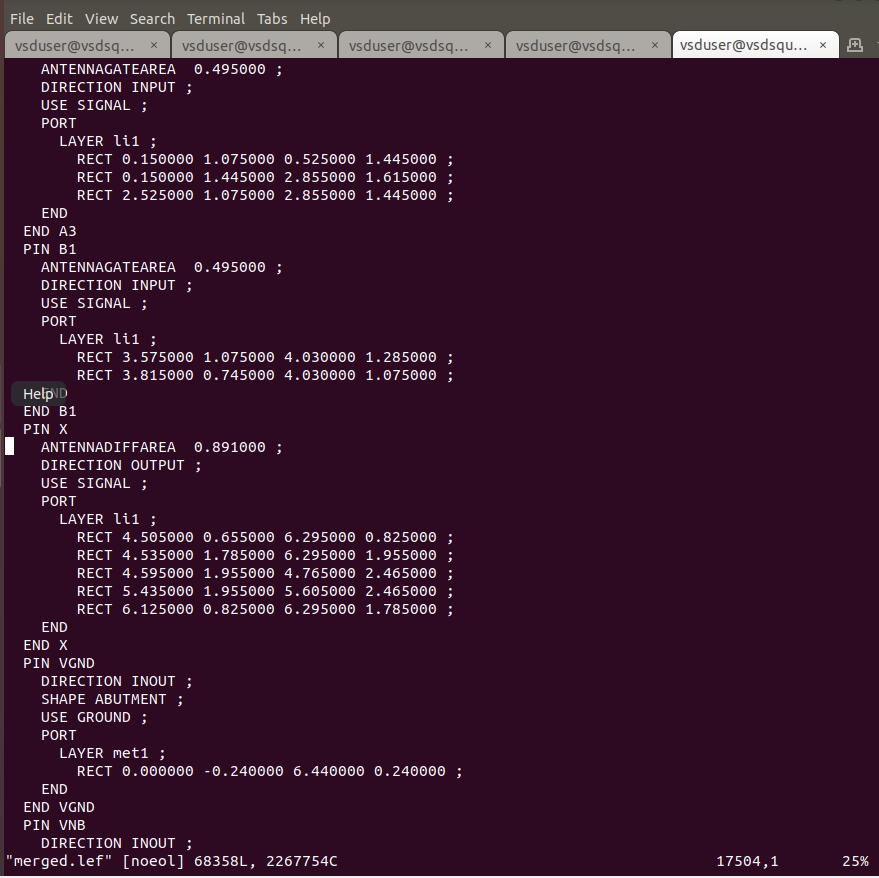 File Edit View Search Terminal Tabs Help
vsduser@vsdsq... × vsduser@vsdsq... × vsduser@vsdsq... × vsduser@vsdsq... × vsduser@vsdsqu... ×
    ANTENNAGATEAREA  0.495000 ;
    DIRECTION INPUT ;
    USE SIGNAL ;
    PORT
      LAYER li1 ;
        RECT 0.150000 1.075000 0.525000 1.445000 ;
        RECT 0.150000 1.445000 2.855000 1.615000 ;
        RECT 2.525000 1.075000 2.855000 1.445000 ;
    END
  END A3
  PIN B1
    ANTENNAGATEAREA  0.495000 ;
    DIRECTION INPUT ;
    USE SIGNAL ;
    PORT
      LAYER li1 ;
        RECT 3.575000 1.075000 4.030000 1.285000 ;
        RECT 3.815000 0.745000 4.030000 1.075000 ;
Help END
  END B1
  PIN X
    ANTENNADIFFAREA  0.891000 ;
    DIRECTION OUTPUT ;
    USE SIGNAL ;
    PORT
      LAYER li1 ;
        RECT 4.505000 0.655000 6.295000 0.825000 ;
        RECT 4.535000 1.785000 6.295000 1.955000 ;
        RECT 4.595000 1.955000 4.765000 2.465000 ;
        RECT 5.435000 1.955000 5.605000 2.465000 ;
        RECT 6.125000 0.825000 6.295000 1.785000 ;
    END
  END X
  PIN VGND
    DIRECTION INOUT ;
    SHAPE ABUTMENT ;
    USE GROUND ;
    PORT
      LAYER met1 ;
        RECT 0.000000 -0.240000 6.440000 0.240000 ;
    END
  END VGND
  PIN VNB
    DIRECTION INOUT ;
"merged.lef" [noeol] 68358L, 2267754C 17504,1 25%